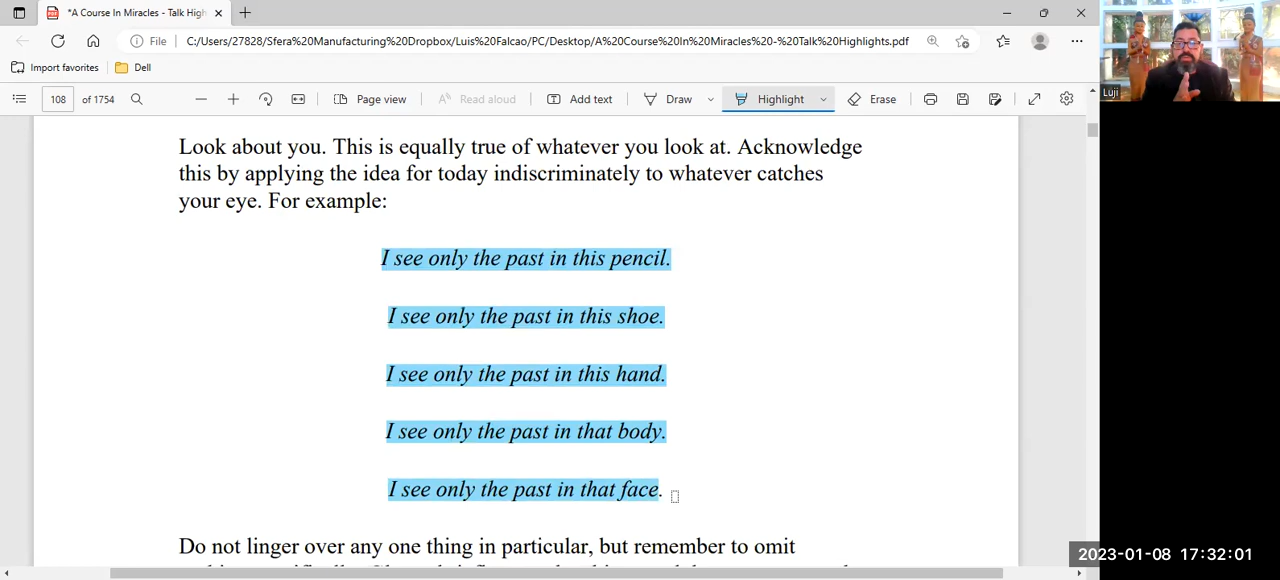 *A Course In Miracles - Talk High
File
C:/Users/27828/Sfera%20Manufacturing%20Dropbox/Luis%20Falcao/PC/Desktop/A%20Course%20In%20Miracles%20-%20Talk%20Highlights.pdf
Import favorites
Dell
108 of 1754
Page view
Read aloud
Add text
Draw
Highlight
Erase
Luji
Look about you. This is equally true of whatever you look at. Acknowledge
this by applying the idea for today indiscriminately to whatever catches
your eye. For example:
I see only the past in this pencil.
I see only the past in this shoe.
I see only the past in this hand.
I see only the past in that body.
I see only the past in that face.
Do not linger over any one thing in particular, but remember to omit
2023-01-08 17:32:01